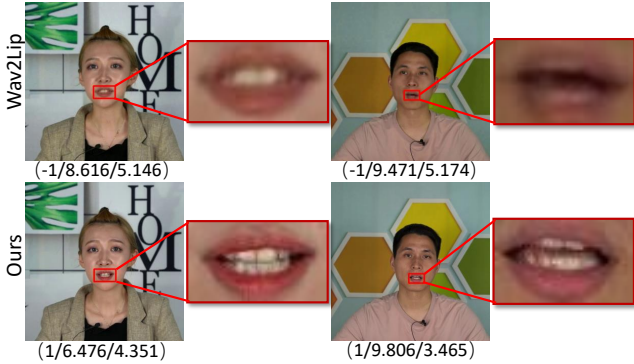 Wav2Lip
HOME
(-1/8.616/5.146)
(-1/9.471/5.174)
Ours
HOME
(1/6.476/4.351)
(1/9.806/3.465)